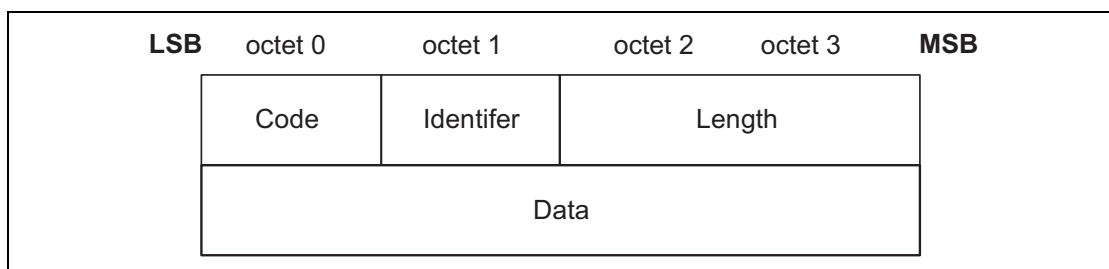 LSB octet 0 octet 1 octet 2 octet 3 MSB
Code Identifer Length
Data